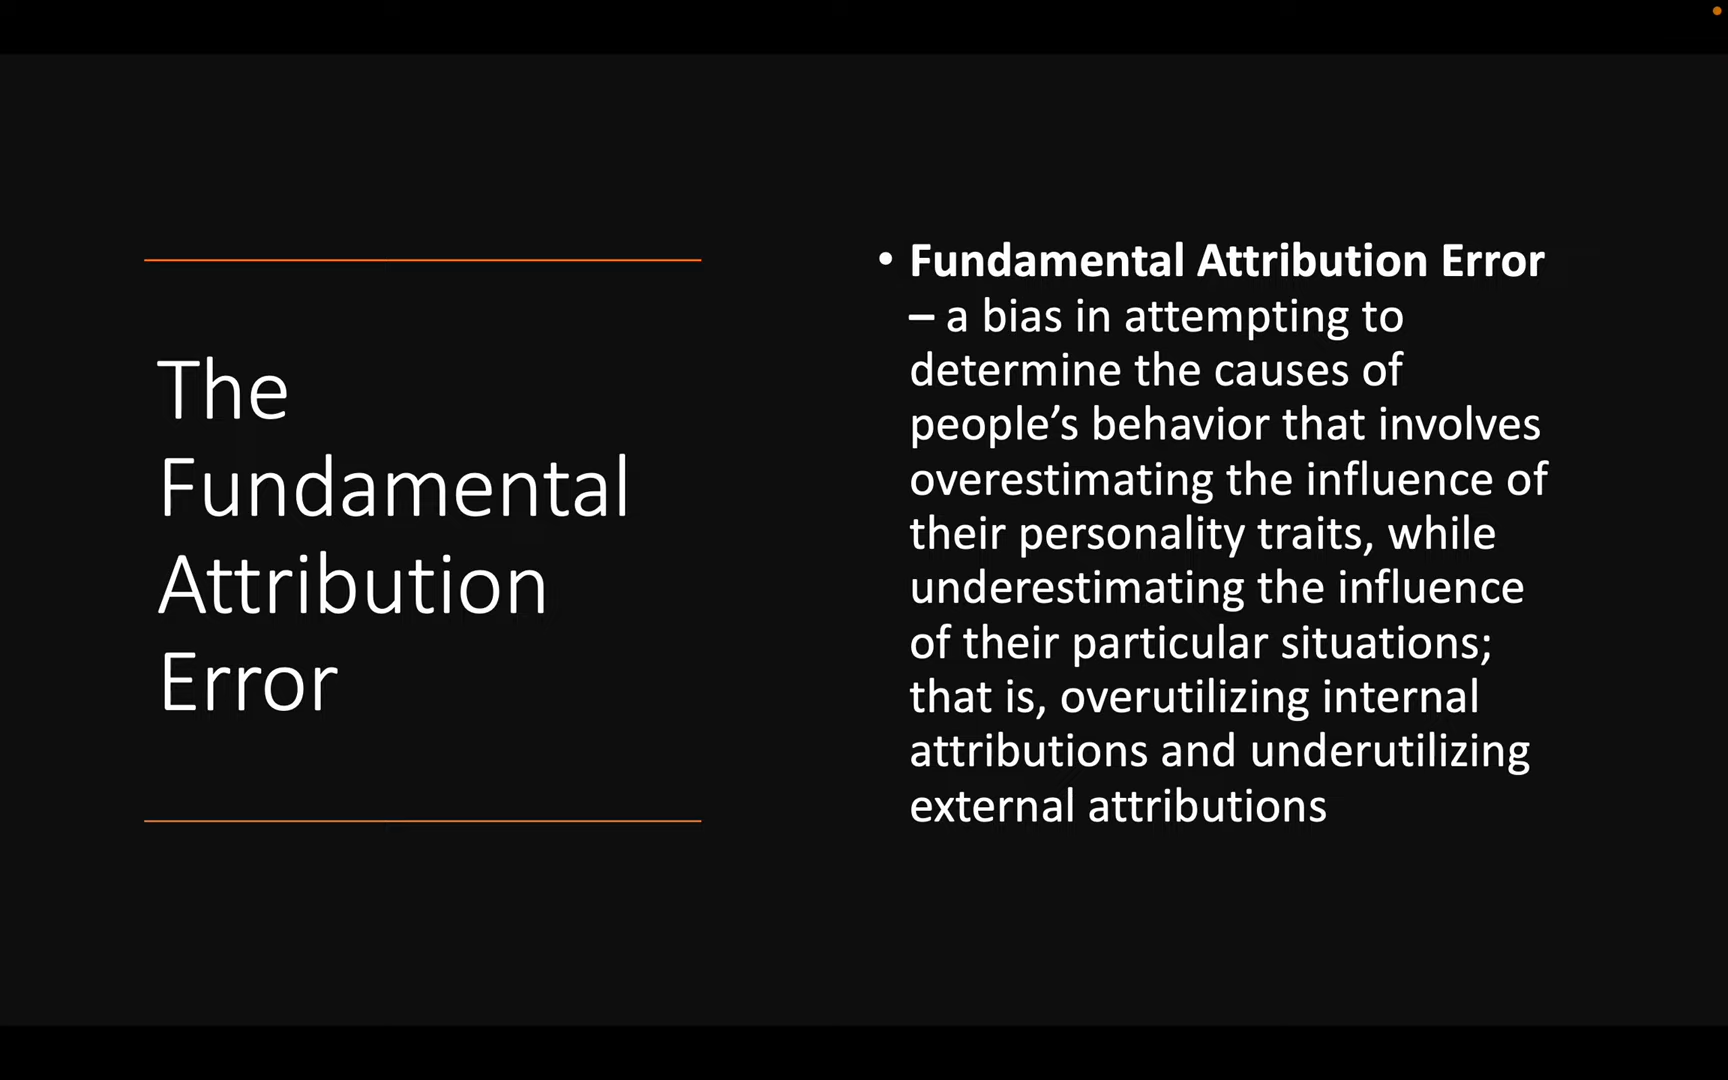 The
Fundamental
Attribution
Error
• Fundamental Attribution Error
– a bias in attempting to
determine the causes of
people’s behavior that involves
overestimating the influence of
their personality traits, while
underestimating the influence
of their particular situations;
that is, overutilizing internal
attributions and underutilizing
external attributions